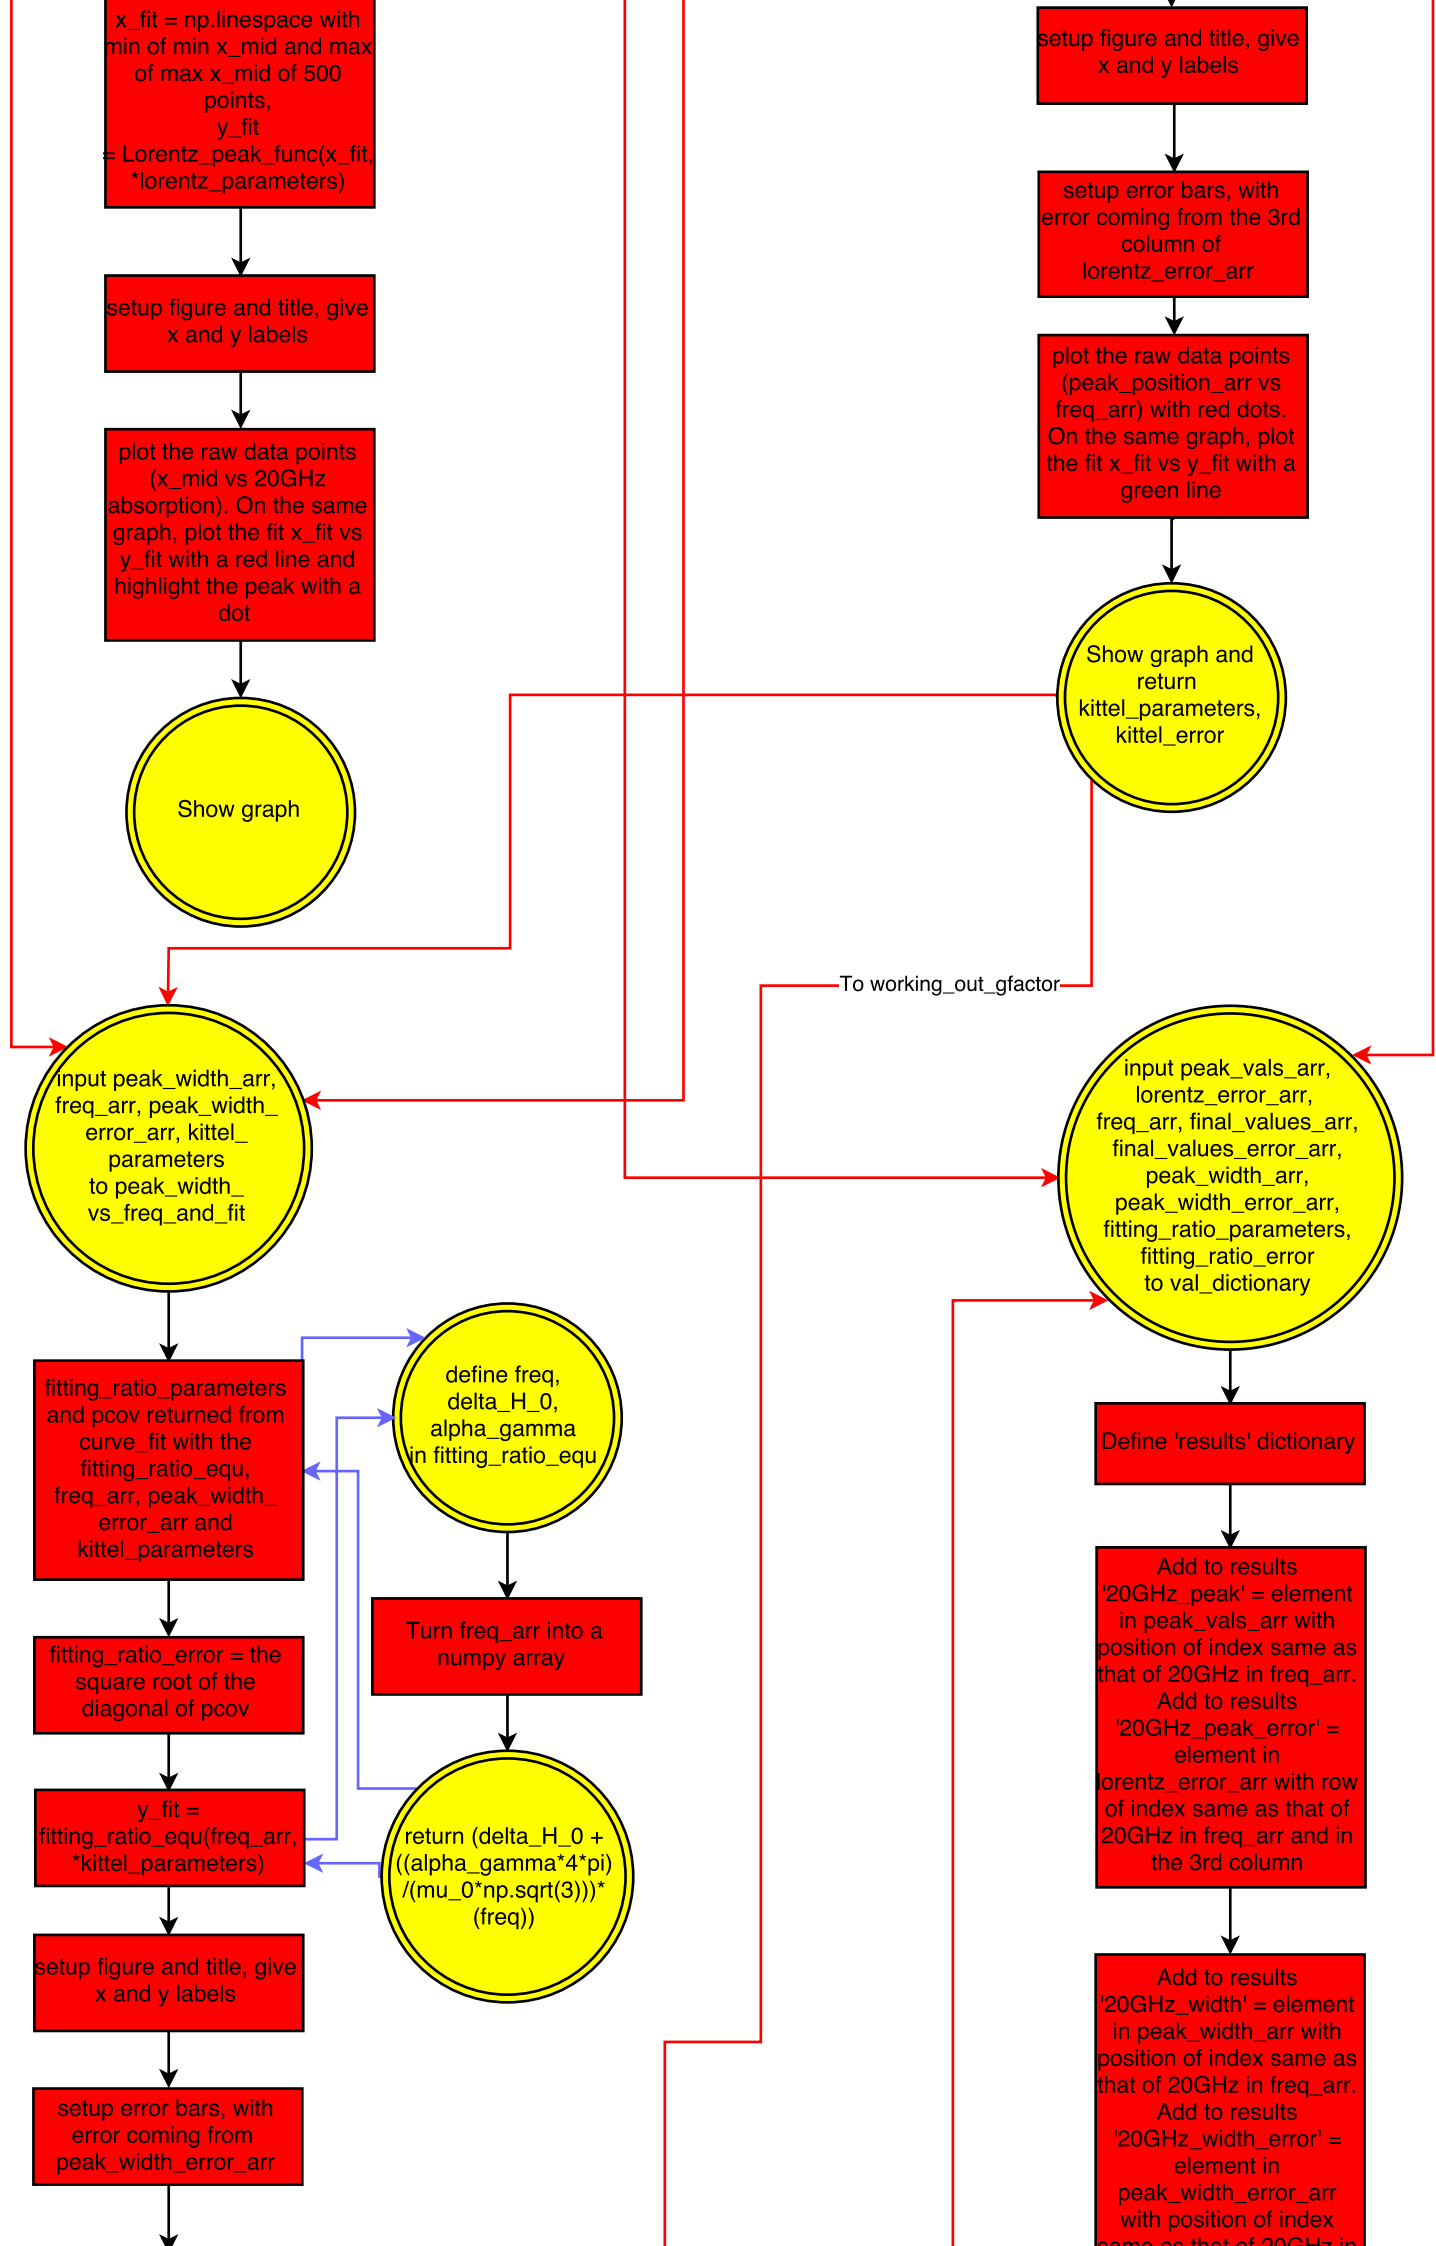 x_fit = np.linespace with
min of min x_mid and max
of max x_mid of 500
points,
y_fit
= Lorentz_peak_func(x_fit,
*lorentz_parameters)
setup figure and title, give
x and y labels
plot the raw data points
(x_mid vs 20GHz
absorption). On the same
graph, plot the fit x_fit vs
y_fit with a red line and
highlight the peak with a
dot
Show graph
setup figure and title, give
x and y labels
setup error bars, with
error coming from the 3rd
column of
lorentz_error_arr
plot the raw data points
(peak_position_arr vs
freq_arr) with red dots.
On the same graph, plot
the fit x_fit vs y_fit with a
green line
Show graph and
return
kittel_parameters,
kittel_error
To working_out_gfactor
input peak_width_arr,
freq_arr, peak_width_
error_arr, kittel_
parameters
to peak_width_
vs_freq_and_fit
fitting_ratio_parameters
and pcov returned from
curve_fit with the
fitting_ratio_equ,
freq_arr, peak_width_
error_arr and
kittel_parameters
fitting_ratio_error = the
square root of the
diagonal of pcov
y_fit =
fitting_ratio_equ(freq_arr,
*kittel_parameters)
setup figure and title, give
x and y labels
setup error bars, with
error coming from
peak_width_error_arr
define freq,
delta_H_0,
alpha_gamma
in fitting_ratio_equ
Turn freq_arr into a
numpy array
return (delta_H_0 +
((alpha_gamma*4*pi)
/(mu_0*np.sqrt(3)))*
(freq))
input peak_vals_arr,
lorentz_error_arr,
freq_arr, final_values_arr,
final_values_error_arr,
peak_width_arr,
peak_width_error_arr,
fitting_ratio_parameters,
fitting_ratio_error
to val_dictionary
Define 'results' dictionary
Add to results
'20GHz_peak' = element
in peak_vals_arr with
position of index same as
that of 20GHz in freq_arr.
Add to results
'20GHz_peak_error' =
element in
lorentz_error_arr with row
of index same as that of
20GHz in freq_arr and in
the 3rd column
Add to results
'20GHz_width' = element
in peak_width_arr with
position of index same as
that of 20GHz in freq_arr.
Add to results
'20GHz_width_error' =
element in
peak_width_error_arr
with position of index
same as that of 20GHz in